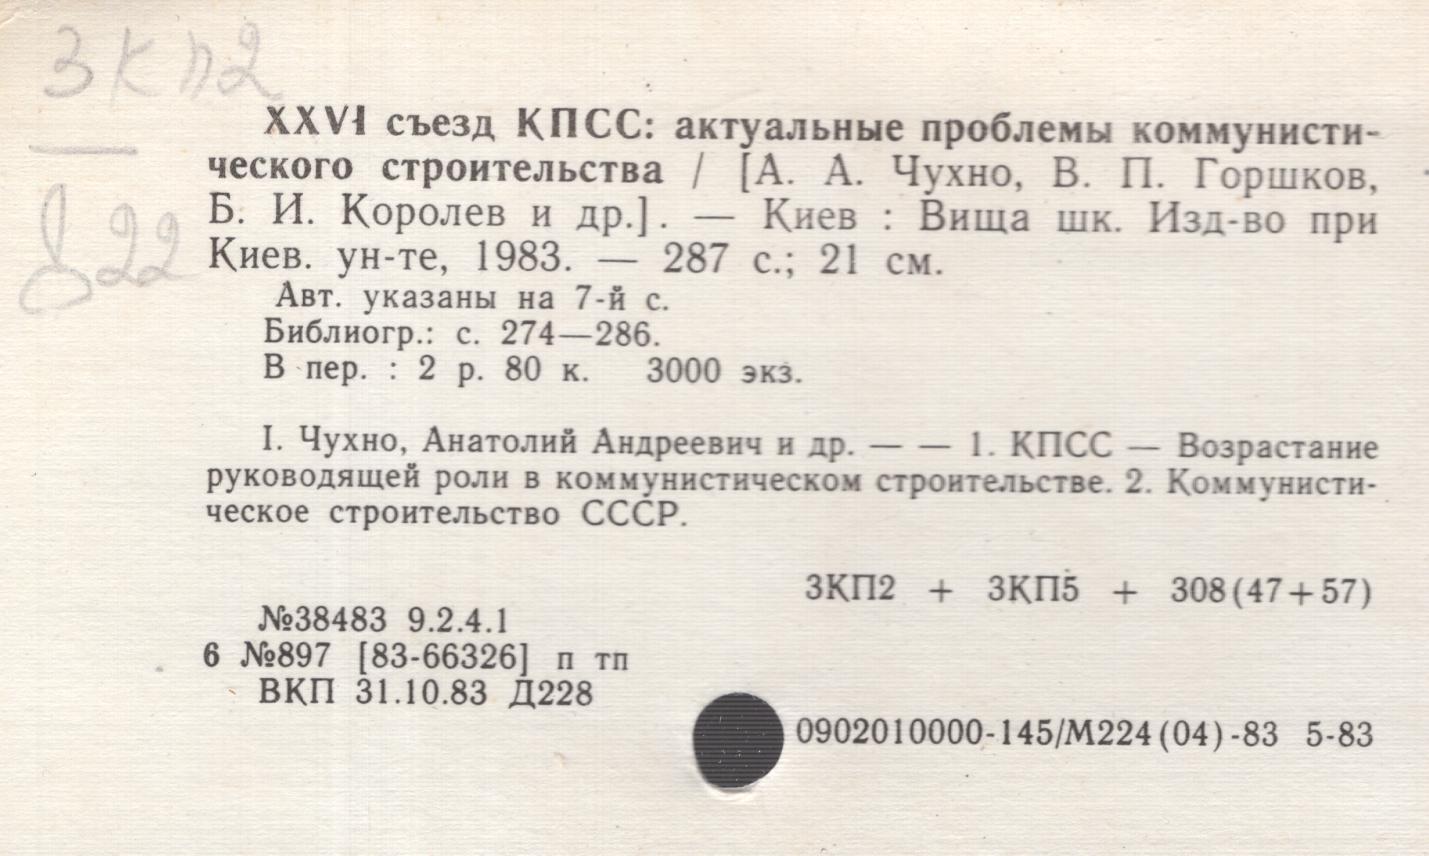 3КП2
Д22
XXVI съезд КПСС: актуальные проблемы коммунисти-
ческого строительства / [А. А. Чухно, В. П. Горшков,
Б. И. Королев и др.]. — Киев : Вища шк. Изд-во при
Киев. ун-те, 1983. — 287 с.; 21 см.
Авт. указаны на 7-й с.
Библиогр.: с. 274—286.
В пер. : 2 р. 80 к. 3000 экз.
I. Чухно, Анатолий Андреевич и др. — — 1. КПСС — Возрастание
руководящей роли в коммунистическом строительстве. 2. Коммунисти-
ческое строительство СССР.
3КП2 + 3КП5 + 308(47+57)
№38483 9.2.4.1
6 №897 [83-66326] п тп
ВКП 31.10.83 Д228
0902010000-145/М224(04)-83 5-83